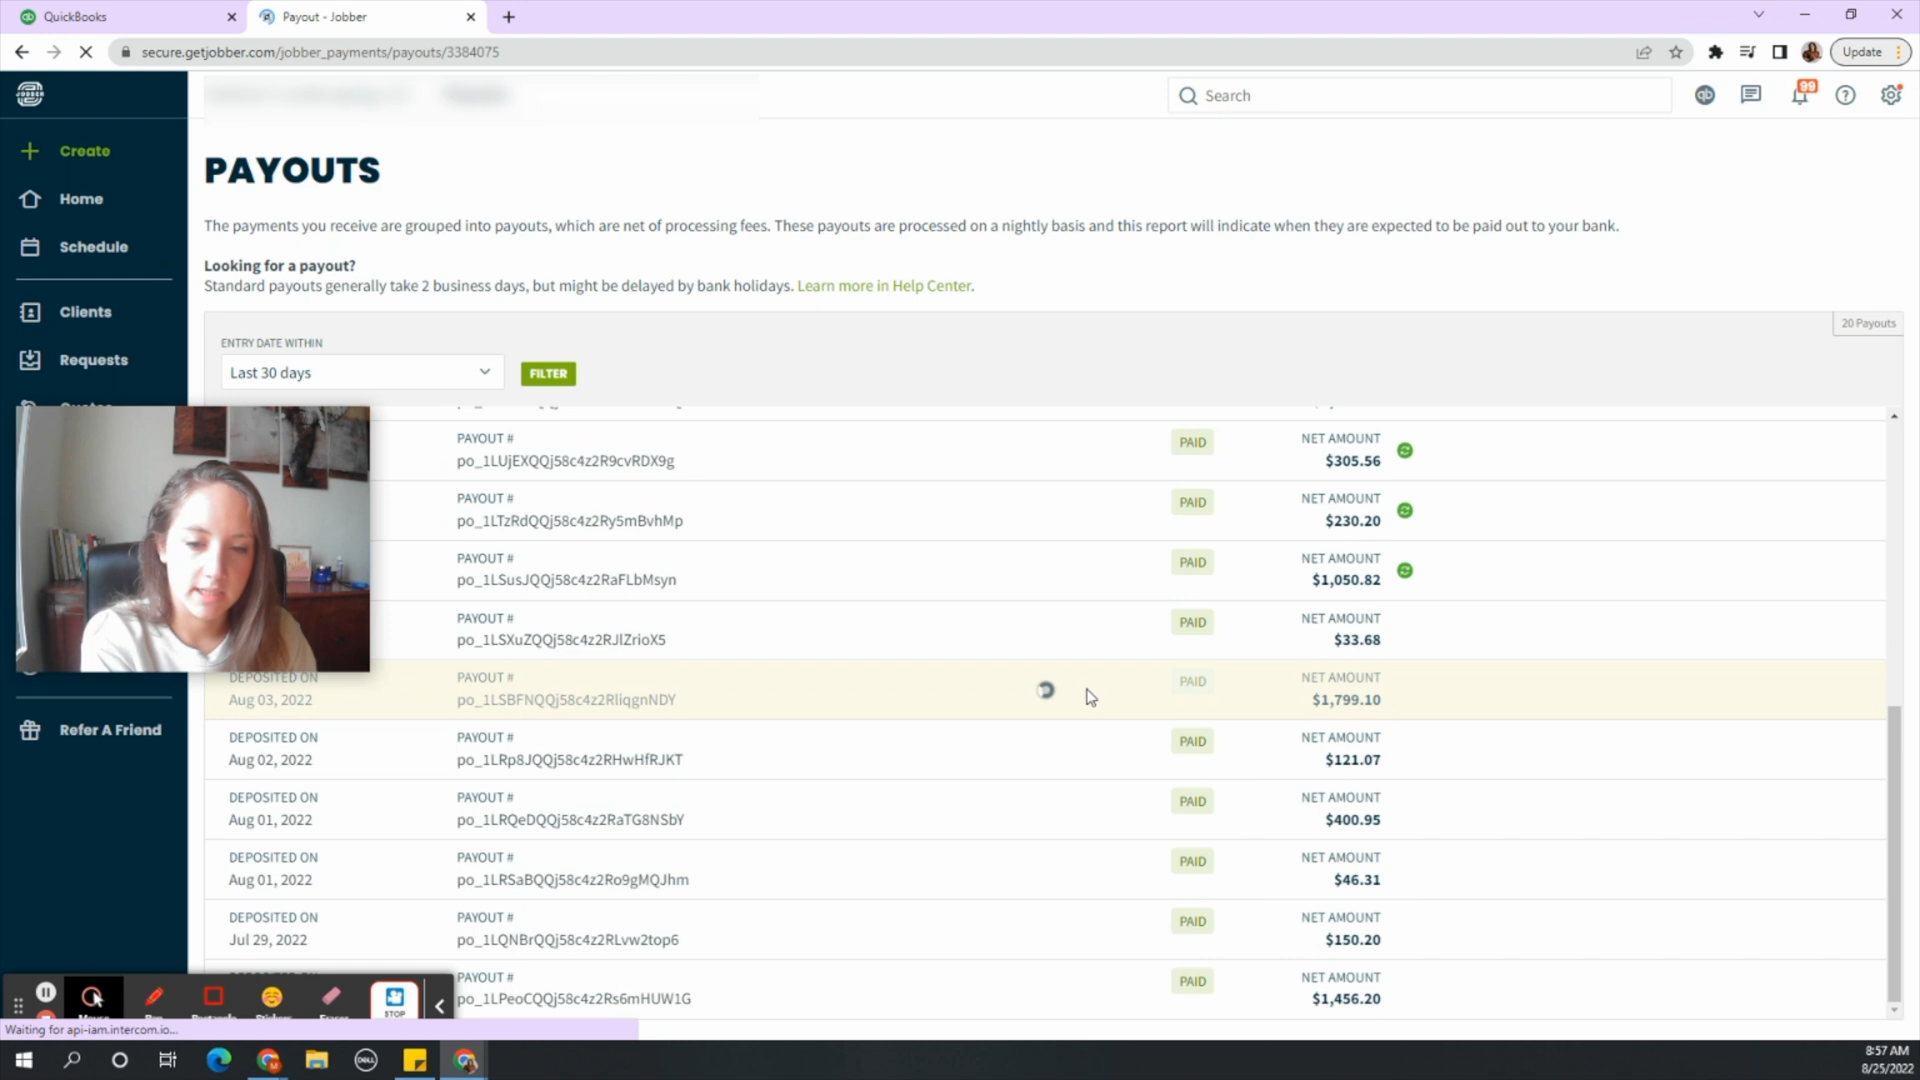 QuickBooks
Payout - Jobber
secure.getjobber.com/jobber_payments/payouts/3384075
Update
JOBBER
Search
99
Create
Home
Schedule
Clients
Requests
Refer A Friend
PAYOUTS
The payments you receive are grouped into payouts, which are net of processing fees. These payouts are processed on a nightly basis and this report will indicate when they are expected to be paid out to your bank.
Looking for a payout?
Standard payouts generally take 2 business days, but might be delayed by bank holidays. Learn more in Help Center.
20 Payouts
ENTRY DATE WITHIN
Last 30 days
FILTER
PAYOUT # PAID NET AMOUNT
po_1LUjEXQQj58c4z2R9cvRDX9g $305.56
PAYOUT # PAID NET AMOUNT
po_1LTzRdQQj58c4z2Ry5mBvhMp $230.20
PAYOUT # PAID NET AMOUNT
po_1LSusJQQj58c4z2RaFLbMsyn $1,050.82
PAYOUT # PAID NET AMOUNT
po_1LSXuZQQj58c4z2RJlZrioX5 $33.68
DEPOSITED ON PAYOUT # PAID NET AMOUNT
Aug 03, 2022 po_1LSBFNQQj58c4z2RliqgnNDY $1,799.10
DEPOSITED ON PAYOUT # PAID NET AMOUNT
Aug 02, 2022 po_1LRp8JQQj58c4z2RHwHfRJKT $121.07
DEPOSITED ON PAYOUT # PAID NET AMOUNT
Aug 01, 2022 po_1LRQeDQQj58c4z2RaTG8NSbY $400.95
DEPOSITED ON PAYOUT # PAID NET AMOUNT
Aug 01, 2022 po_1LRSaBQQj58c4z2Ro9gMQJhm $46.31
DEPOSITED ON PAYOUT # PAID NET AMOUNT
Jul 29, 2022 po_1LQNBrQQj58c4z2RLvw2top6 $150.20
PAYOUT # PAID NET AMOUNT
po_1LPeoCQQj58c4z2Rs6mHUW1G $1,456.20
STOP
Waiting for api-iam.intercom.io...
DELL
8:57 AM
8/25/2022